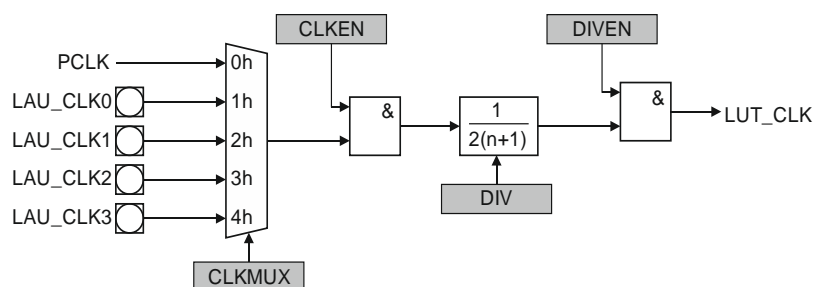 CLKEN
DIVEN
PCLK
0h
LAU_CLK0
1h
&
1
2(n+1)
&
LUT_CLK
LAU_CLK1
2h
LAU_CLK2
3h
DIV
LAU_CLK3
4h
CLKMUX